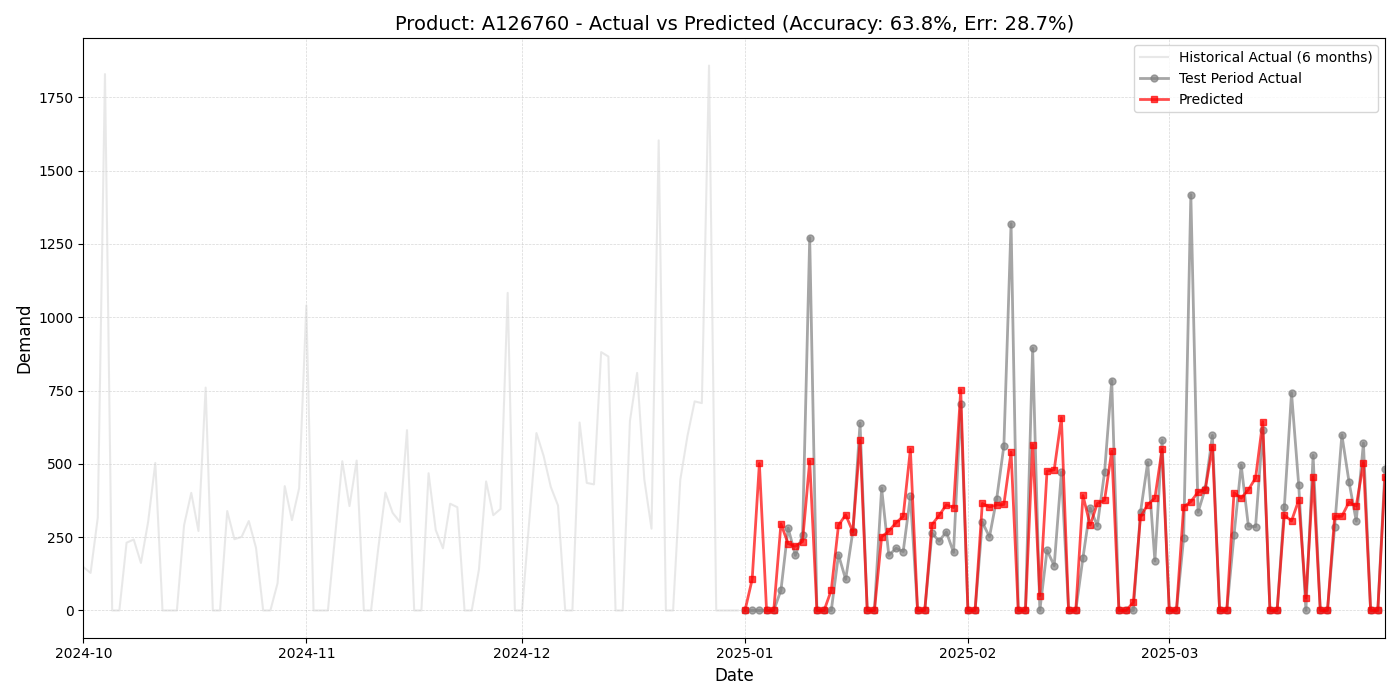 Product: A126760 - Actual vs Predicted (Accuracy: 63.8%, Err: 28.7%)
Historical Actual (6 months)
Test Period Actual
Predicted
Demand
1750
1500
1250
1000
750
500
250
0
2024-10
2024-11
2024-12
2025-01
2025-02
2025-03
Date